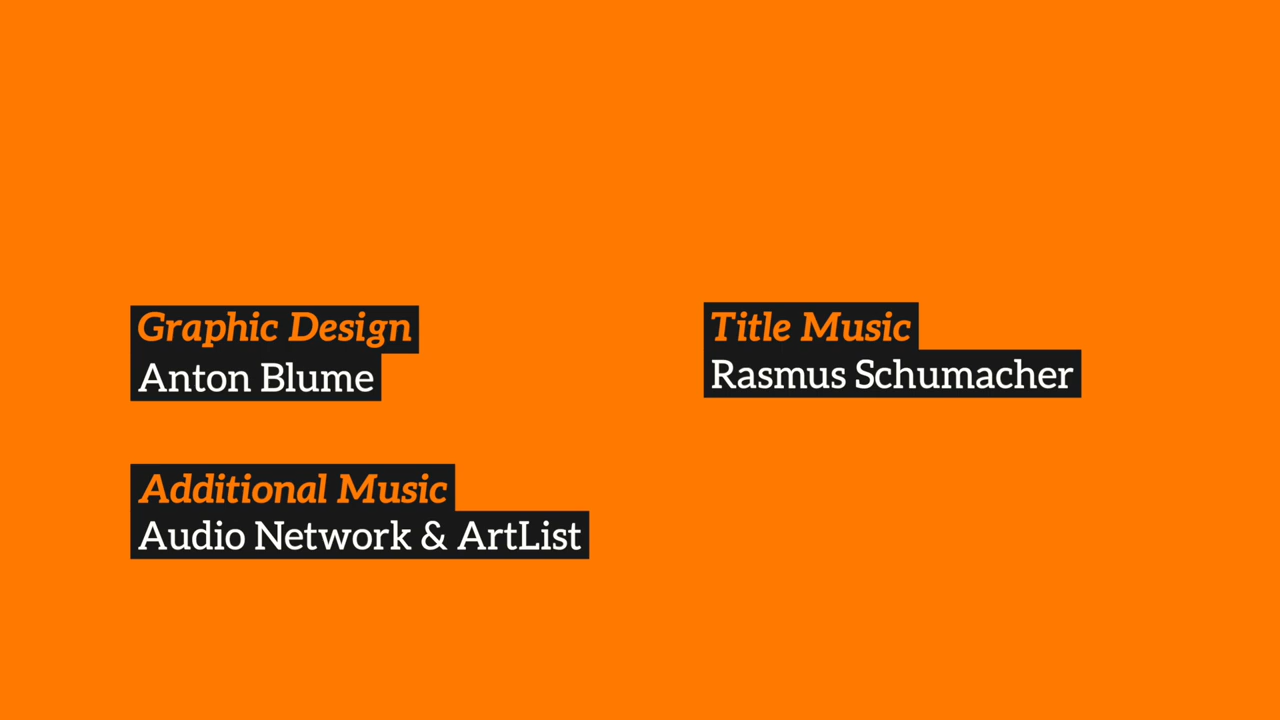 Graphic Design
Anton Blume
Title Music
Rasmus Schumacher
Additional Music
Audio Network & ArtList